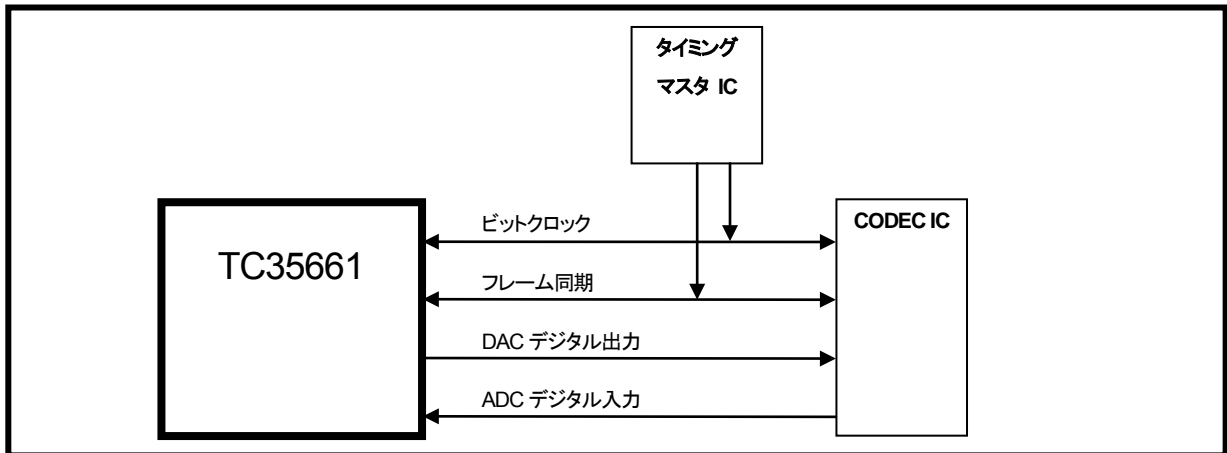 タイミング
マスタ IC
ビットクロック
CODEC IC
TC35661
フレーム同期
DAC デジタル出力
ADC デジタル入力